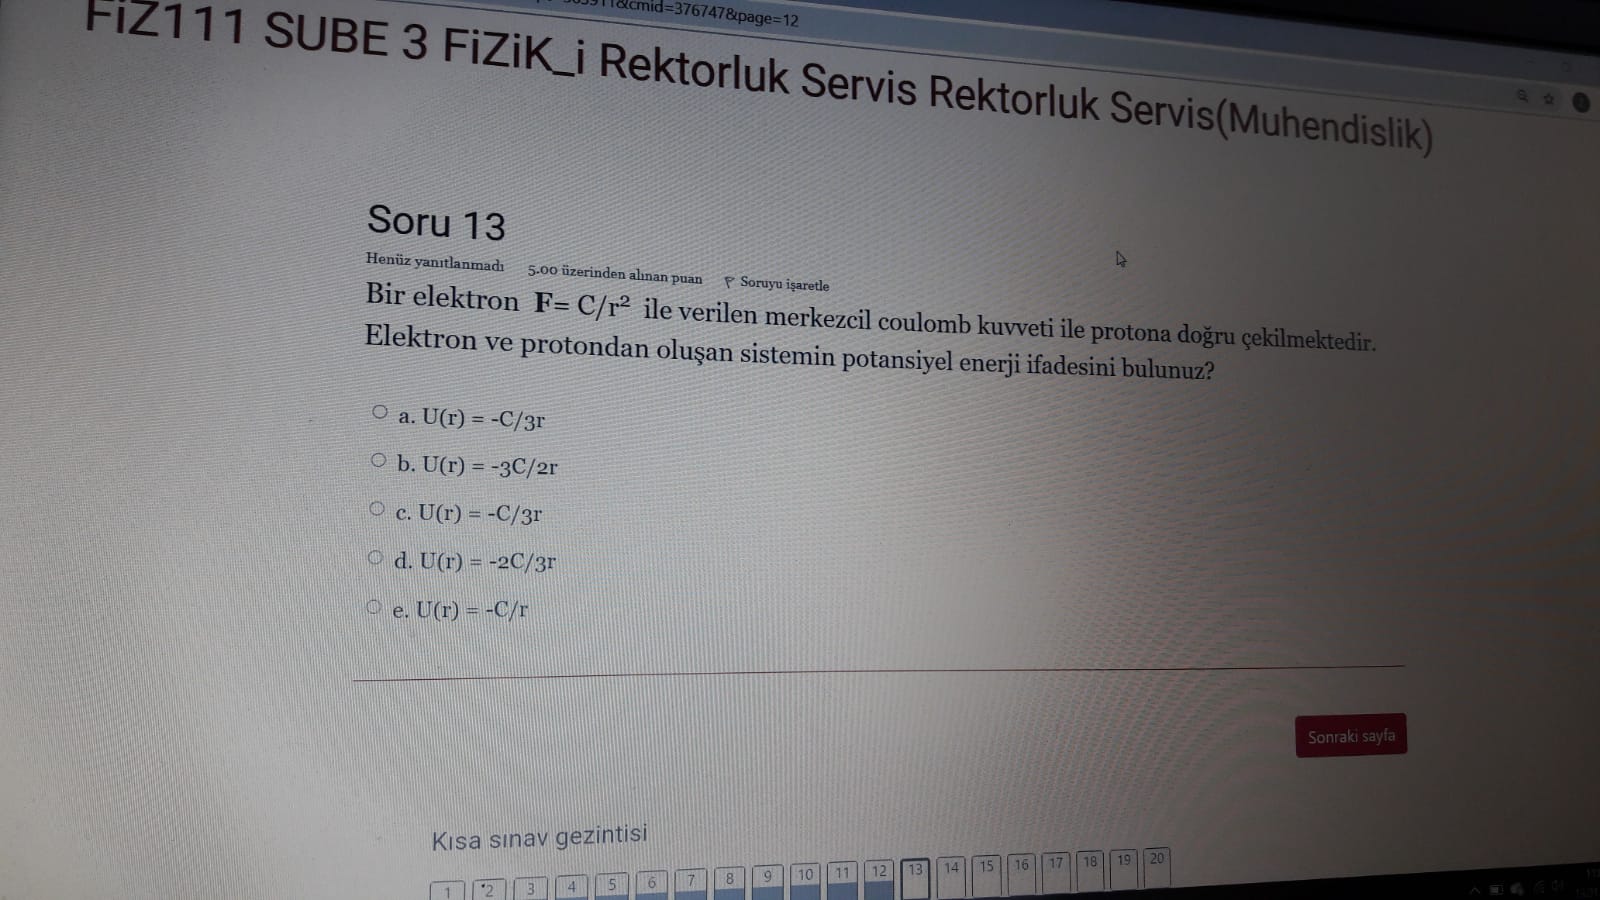 &cmid=376747&page=12
FiZ111 SUBE 3 FiZiK_i Rektorluk Servis Rektorluk Servis(Muhendislik)
Soru 13
Henüz yanıtlanmadı 5.00 üzerinden alınan puan Soruyu işaretle
Bir elektron F= C/r² ile verilen merkezcil coulomb kuvveti ile protona doğru çekilmektedir.
Elektron ve protondan oluşan sistemin potansiyel enerji ifadesini bulunuz?
a. U(r) = -C/3r
b. U(r) = -3C/2r
c. U(r) = -C/3r
d. U(r) = -2C/3r
e. U(r) = -C/r
Sonraki sayfa
Kısa sınav gezintisi
1 2 3 4 5 6 7 8 9 10 11 12 13 14 15 16 17 18 19 20